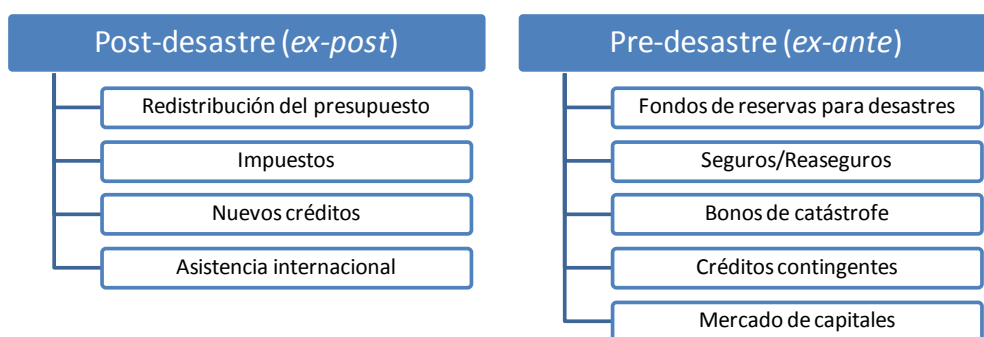 Post-desastre (ex-post)
Redistribución del presupuesto
Impuestos
Nuevos créditos
Asistencia internacional
Pre-desastre (ex-ante)
Fondos de reservas para desastres
Seguros/Reaseguros
Bonos de catástrofe
Créditos contingentes
Mercado de capitales